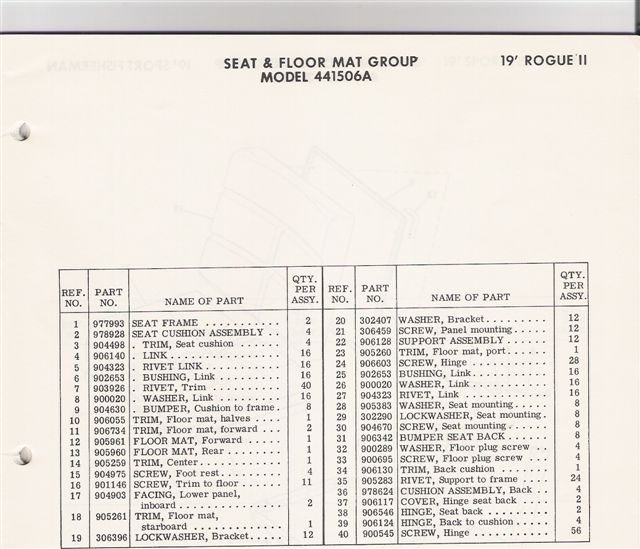 SEAT & FLOOR MAT GROUP
MODEL 441506A
19' ROGUE II
REF. NO. PART NO. NAME OF PART QTY. PER ASSY.
1 977993 SEAT FRAME ........... 2
2 978928 SEAT CUSHION ASSEMBLY .. 4
3 904498 . TRIM, Seat cushion ...... 4
4 906140 . LINK ................ 16
5 904323 . RIVET LINK ........... 16
6 902653 . BUSHING, Link ......... 16
7 903926 . RIVET, Trim .......... 40
8 900020 . WASHER, Link ......... 16
9 904630 . BUMPER, Cushion to frame. 8
10 906055 TRIM, Floor mat, halves .... 1
11 906734 TRIM, Floor mat, forward .. 2
12 905961 FLOOR MAT, Forward ..... 1
13 905960 FLOOR MAT, Rear ........ 1
14 905259 TRIM, Center ............ 1
15 904975 SCREW, Foot rest ......... 4
16 901146 SCREW, Trim to floor ..... 11
17 904903 FACING, Lower panel,
inboard ............... 2
18 905261 TRIM, Floor mat,
starboard ............. 1
19 306396 LOCKWASHER, Bracket ..... 12
REF. NO. PART NO. NAME OF PART QTY. PER ASSY.
20 302407 WASHER, Bracket ......... 12
21 306459 SCREW, Panel mounting ..... 12
22 906128 SUPPORT ASSEMBLY ...... 12
23 905260 TRIM, Floor mat, port ...... 1
24 906603 SCREW, Hinge ........... 28
25 902653 BUSHING, Link .......... 16
26 900020 WASHER, Link ........... 16
27 904323 RIVET, Link ............. 16
28 905383 WASHER, Seat mounting .... 8
29 302290 LOCKWASHER, Seat mounting. 8
30 904670 SCREW, Seat mounting ..... 8
31 906342 BUMPER SEAT BACK ...... 8
32 900289 WASHER, Floor plug screw .. 4
33 900695 SCREW, Floor plug screw ... 4
34 906130 TRIM, Back cushion ....... 1
35 905283 RIVET, Support to frame .... 24
36 978624 CUSHION ASSEMBLY, Back .. 4
37 906117 COVER, Hinge seat back .... 2
38 906546 HINGE, Seat back ......... 2
39 906124 HINGE, Back to cushion .... 4
40 900545 SCREW, Hinge ........... 56